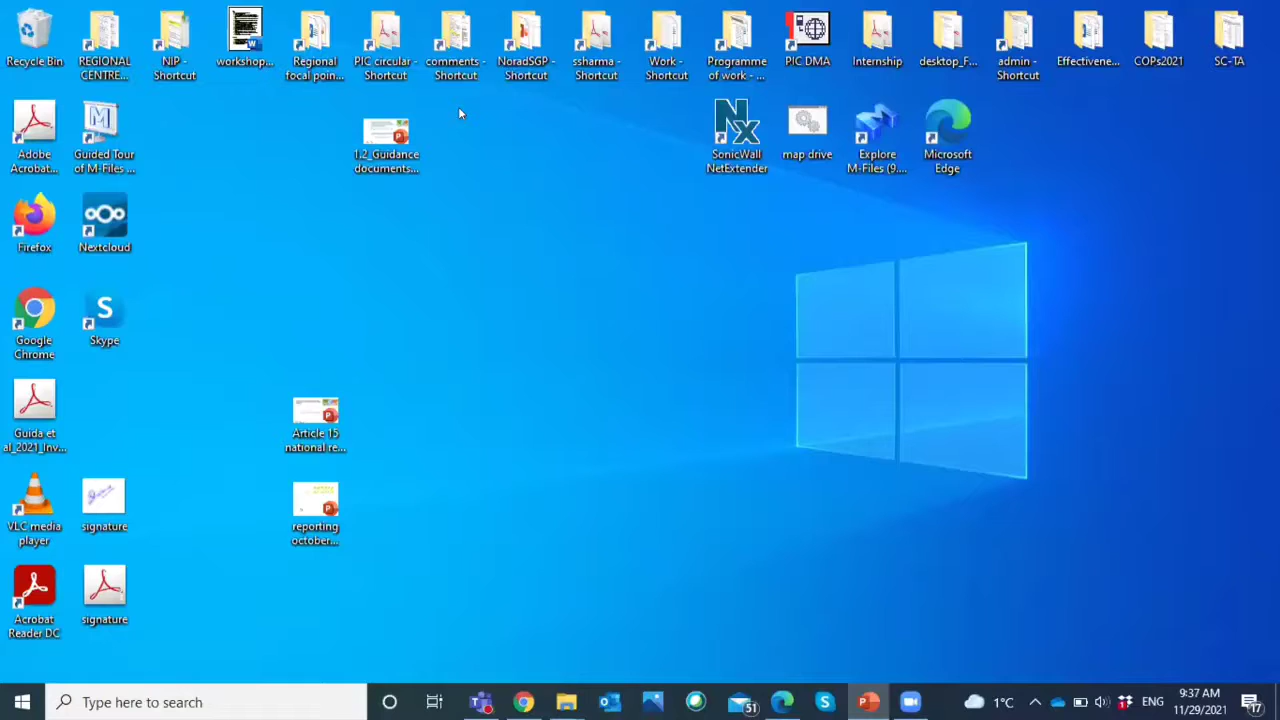 Recycle Bin
REGIONAL
CENTRE...
NIP -
Shortcut
workshop...
Regional
focal poin...
PIC circular -
Shortcut
comments -
Shortcut
NoradSGP -
Shortcut
ssharma -
Shortcut
Work -
Shortcut
Programme
of work - ...
PIC DMA
Internship
desktop_F...
admin -
Shortcut
Effectivene...
COPs2021
SC-TA
Adobe
Acrobat...
Guided Tour
of M-Files ...
1.2_Guidance
documents...
SonicWall
NetExtender
map drive
Explore
M-Files (9....
Microsoft
Edge
Firefox
Nextcloud
Google
Chrome
Skype
Guida et
al_2021_Inv...
Article 15
national re...
VLC media
player
signature
reporting
october...
Acrobat
Reader DC
signature
Type here to search
51
1°C
ENG
9:37 AM
11/29/2021
17